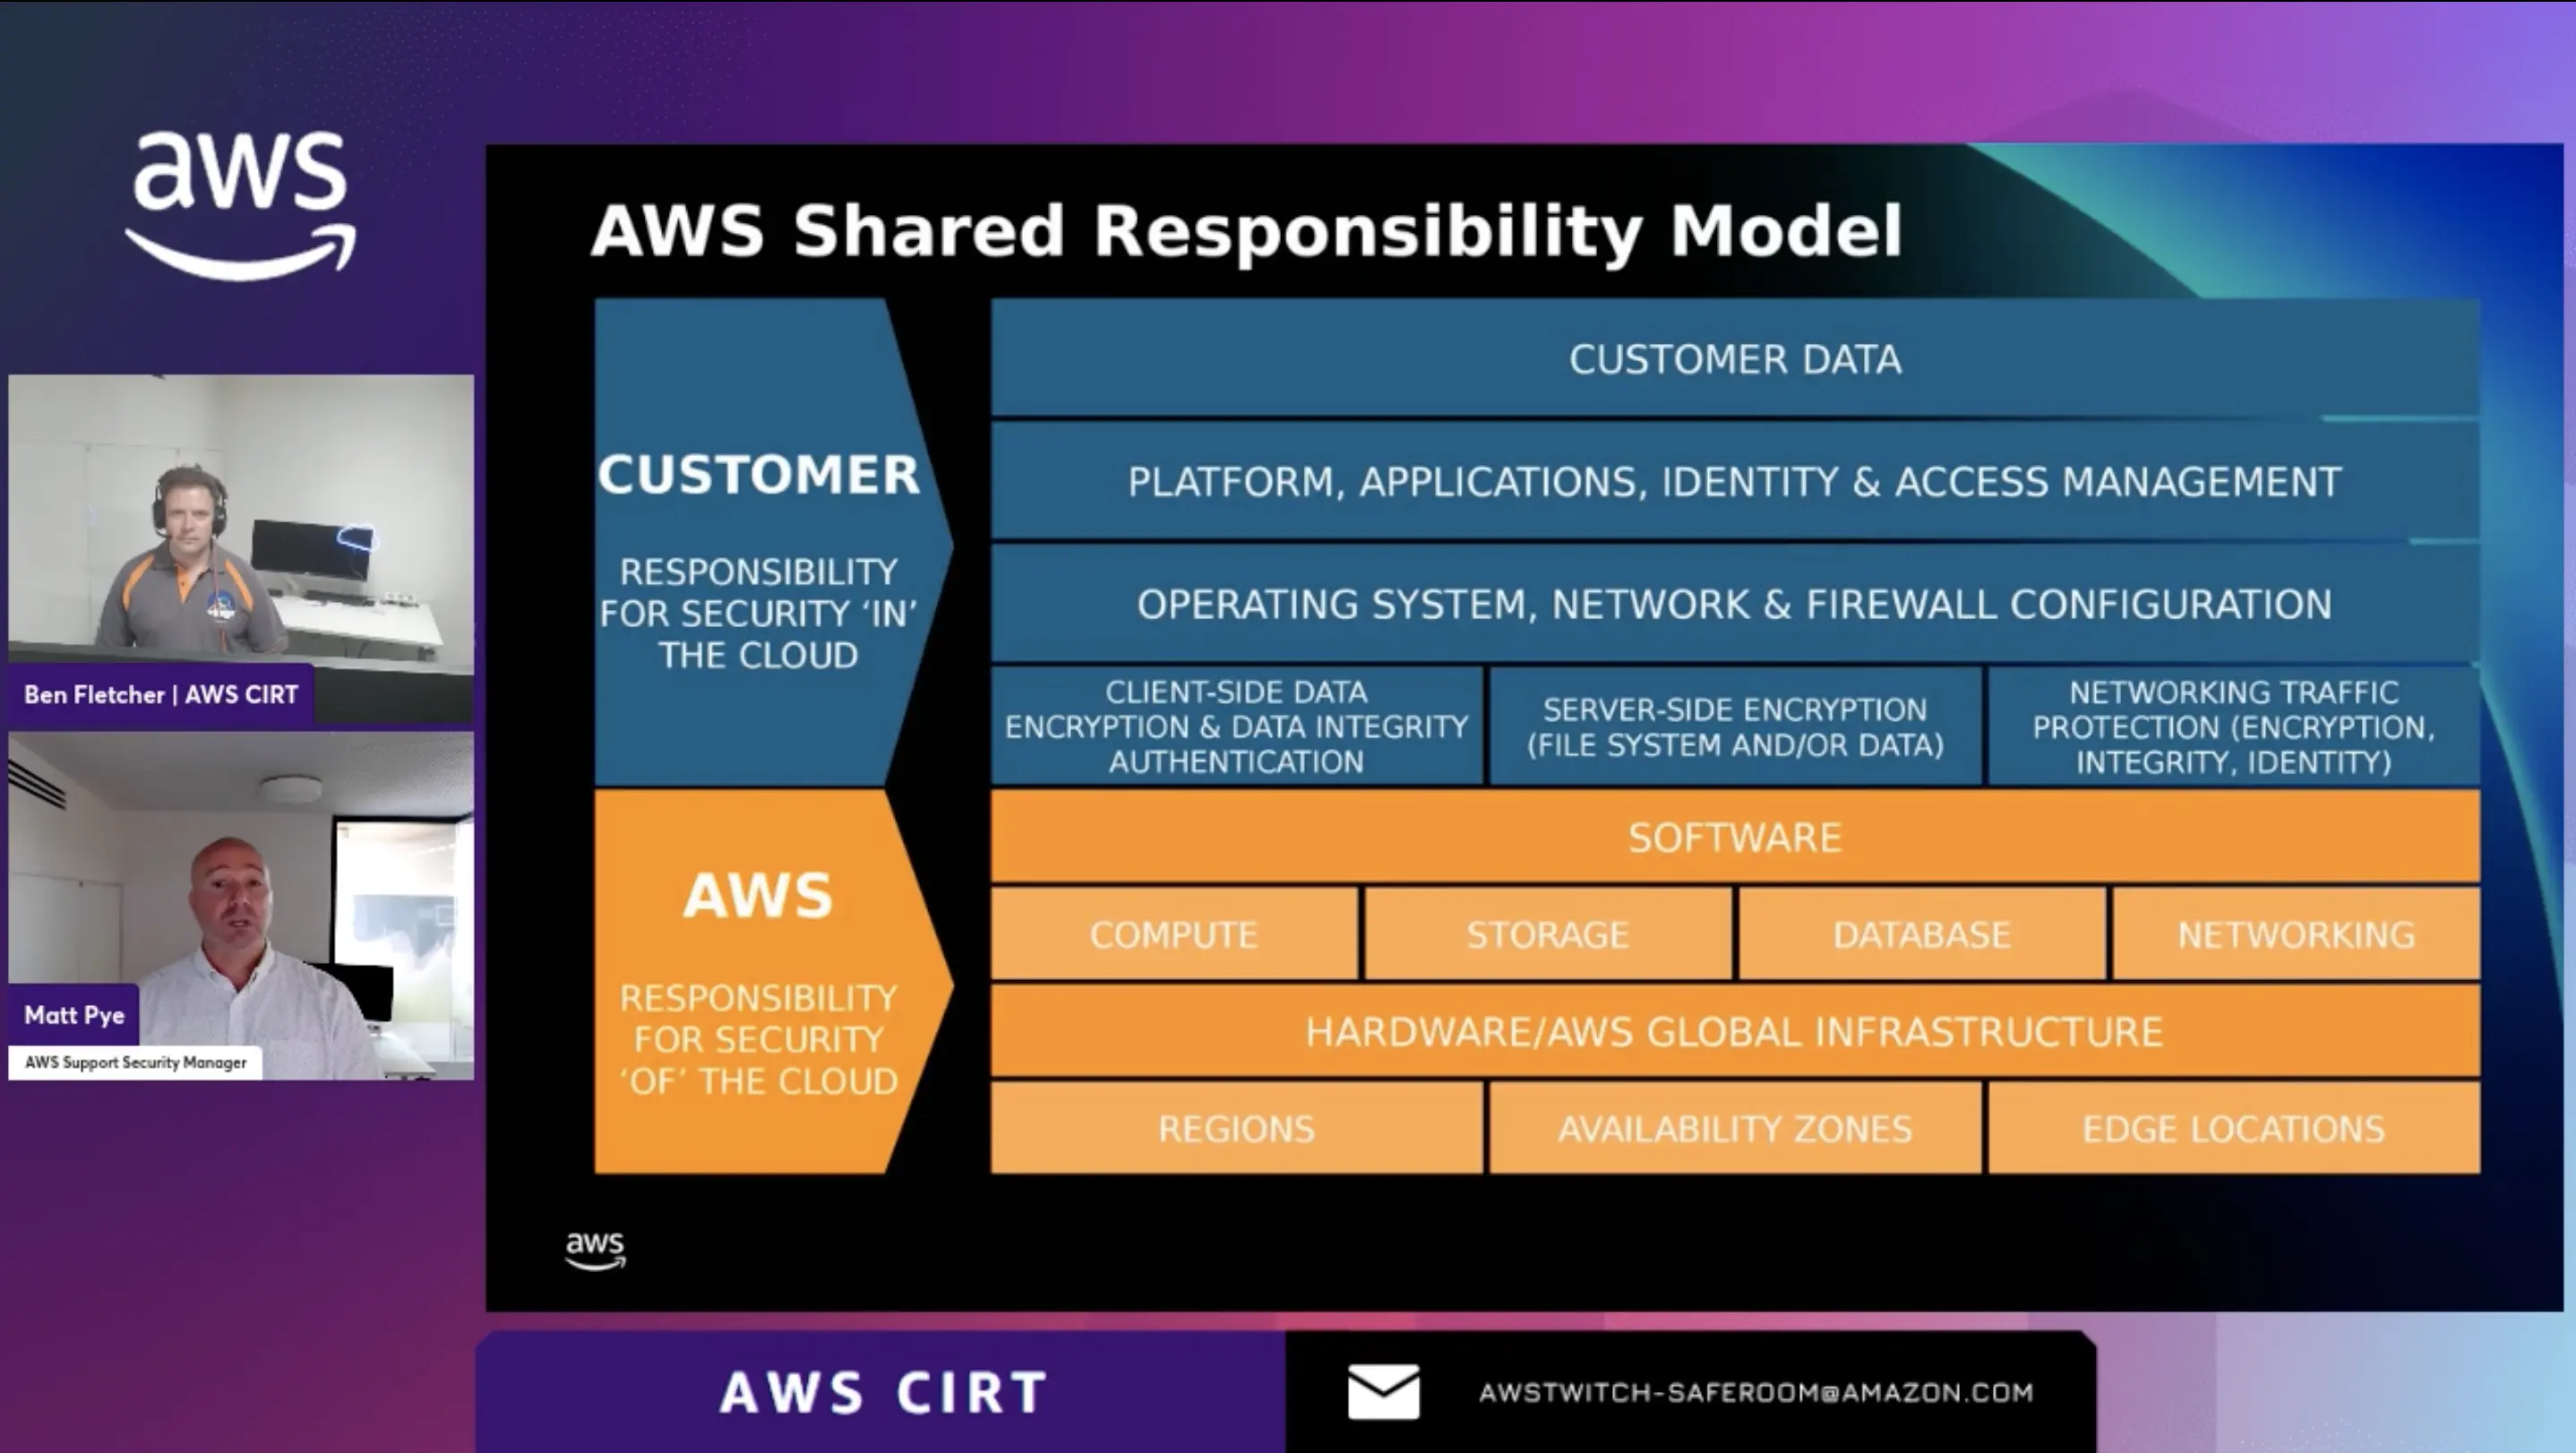 aws
Ben Fletcher | AWS CIRT
Matt Pye
AWS Support Security Manager
AWS Shared Responsibility Model
CUSTOMER
RESPONSIBILITY
FOR SECURITY ‘IN’
THE CLOUD
CUSTOMER DATA
PLATFORM, APPLICATIONS, IDENTITY & ACCESS MANAGEMENT
OPERATING SYSTEM, NETWORK & FIREWALL CONFIGURATION
CLIENT-SIDE DATA
ENCRYPTION & DATA INTEGRITY
AUTHENTICATION
SERVER-SIDE ENCRYPTION
(FILE SYSTEM AND/OR DATA)
NETWORKING TRAFFIC
PROTECTION (ENCRYPTION,
INTEGRITY, IDENTITY)
AWS
RESPONSIBILITY
FOR SECURITY
‘OF’ THE CLOUD
SOFTWARE
COMPUTE
STORAGE
DATABASE
NETWORKING
HARDWARE/AWS GLOBAL INFRASTRUCTURE
REGIONS
AVAILABILITY ZONES
EDGE LOCATIONS
aws
AWS CIRT
AWSTWITCH-SAFEROOM@AMAZON.COM